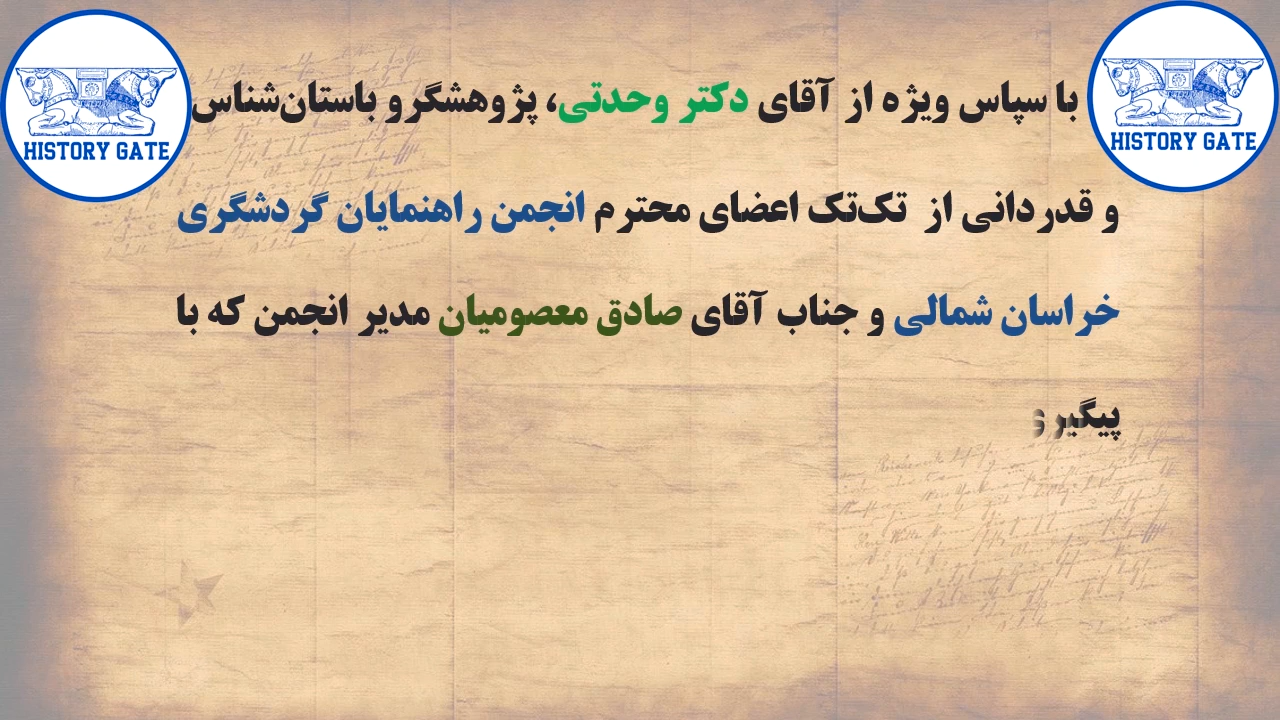 HISTORY GATE
HISTORY GATE
با سپاس ویژه از آقای دکتر وحدتی، پژوهشگر و باستان‌شناس
و قدردانی از تک‌تک اعضای محترم انجمن راهنمایان گردشگری
خراسان شمالی و جناب آقای صادق معصومیان مدیر انجمن که با
پیگیری